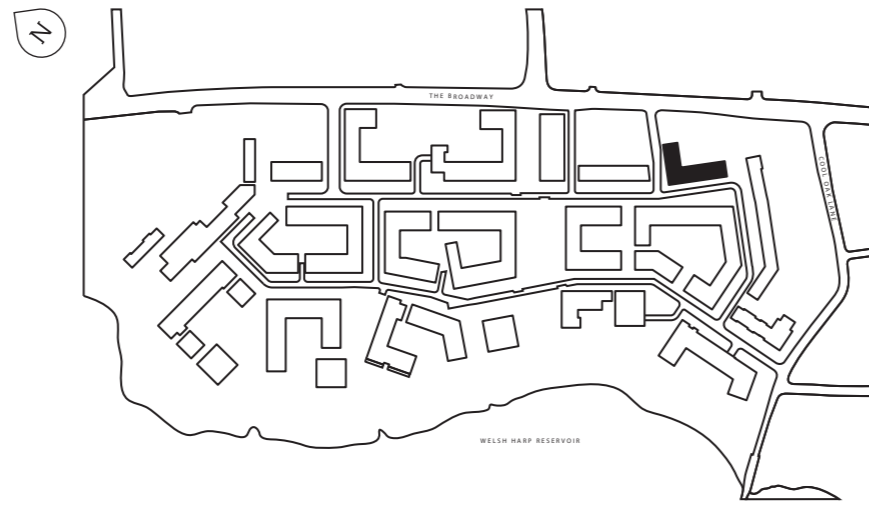 N
THE BROADWAY
COOL OAK LANE
WELSH HARP RESERVOIR